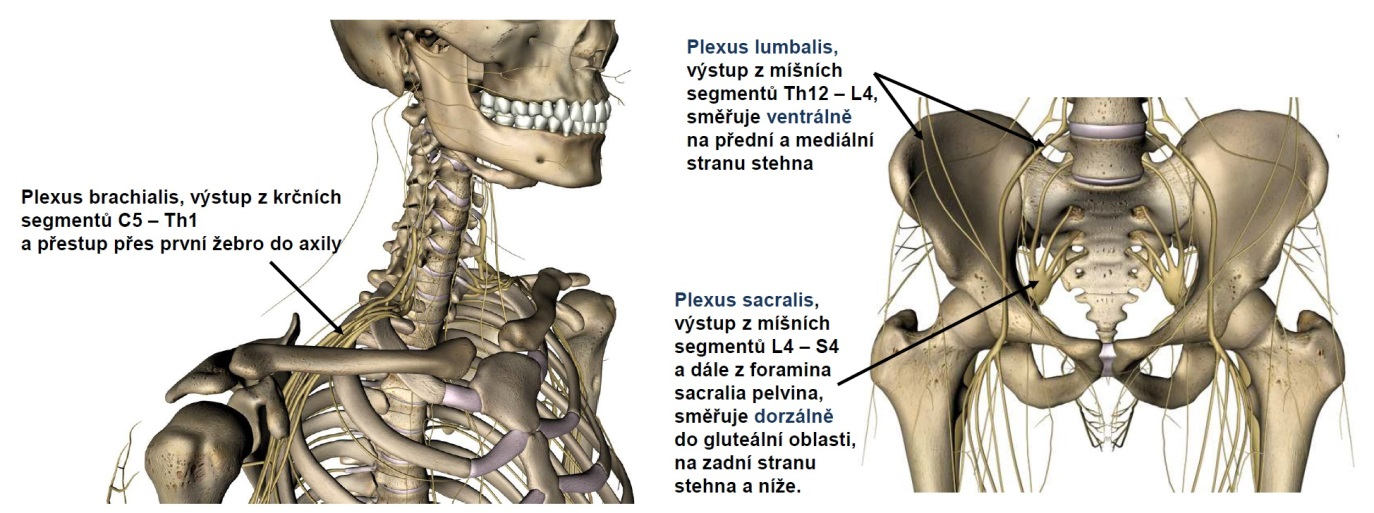 Plexus brachialis, výstup z krčních
segmentů C5 – Th1
a přestup přes první žebro do axily
Plexus lumbalis,
výstup z míšních
segmentů Th12 – L4,
směřuje ventrálně
na přední a mediální
stranu stehna
Plexus sacralis,
výstup z míšních
segmentů L4 – S4
a dále z foramina
sacralia pelvina,
směřuje dorzálně
do gluteální oblasti,
na zadní stranu
stehna a níže.